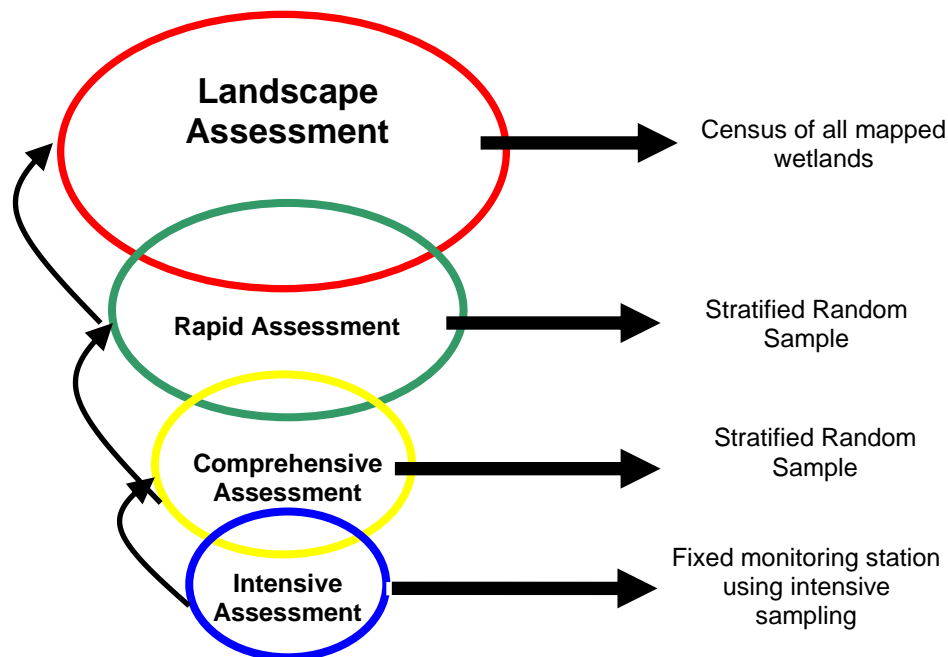 Landscape
Assessment
Census of all mapped
wetlands
Rapid Assessment
Stratified Random
Sample
Comprehensive
Assessment
Stratified Random
Sample
Intensive
Assessment
Fixed monitoring station
using intensive
sampling